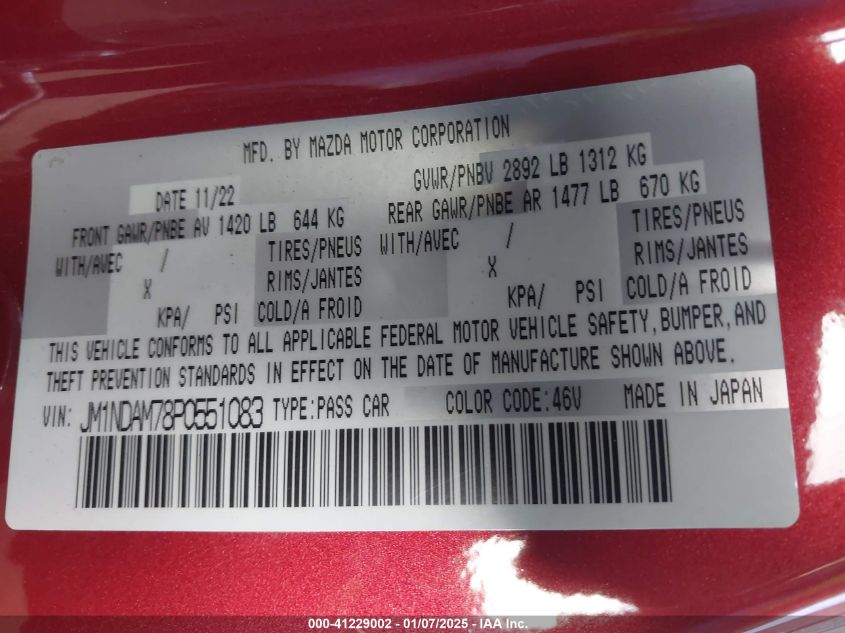 MFD. BY MAZDA MOTOR CORPORATION
DATE 11/22 GVWR/PNBV 2892 LB 1312 KG
FRONT GAWR/PNBE AV 1420 LB 644 KG REAR GAWR/PNBE AR 1477 LB 670 KG
WITH/AVEC / TIRES/PNEUS WITH/AVEC / TIRES/PNEUS
X RIMS/JANTES X RIMS/JANTES
KPA/ PSI COLD/A FROID KPA/ PSI COLD/A FROID
THIS VEHICLE CONFORMS TO ALL APPLICABLE FEDERAL MOTOR VEHICLE SAFETY, BUMPER, AND
THEFT PREVENTION STANDARDS IN EFFECT ON THE DATE OF MANUFACTURE SHOWN ABOVE.
VIN: JM1NDAM78P0551083 TYPE:PASS CAR COLOR CODE:46V MADE IN JAPAN
000-41229002 - 01/07/2025 - IAA Inc.